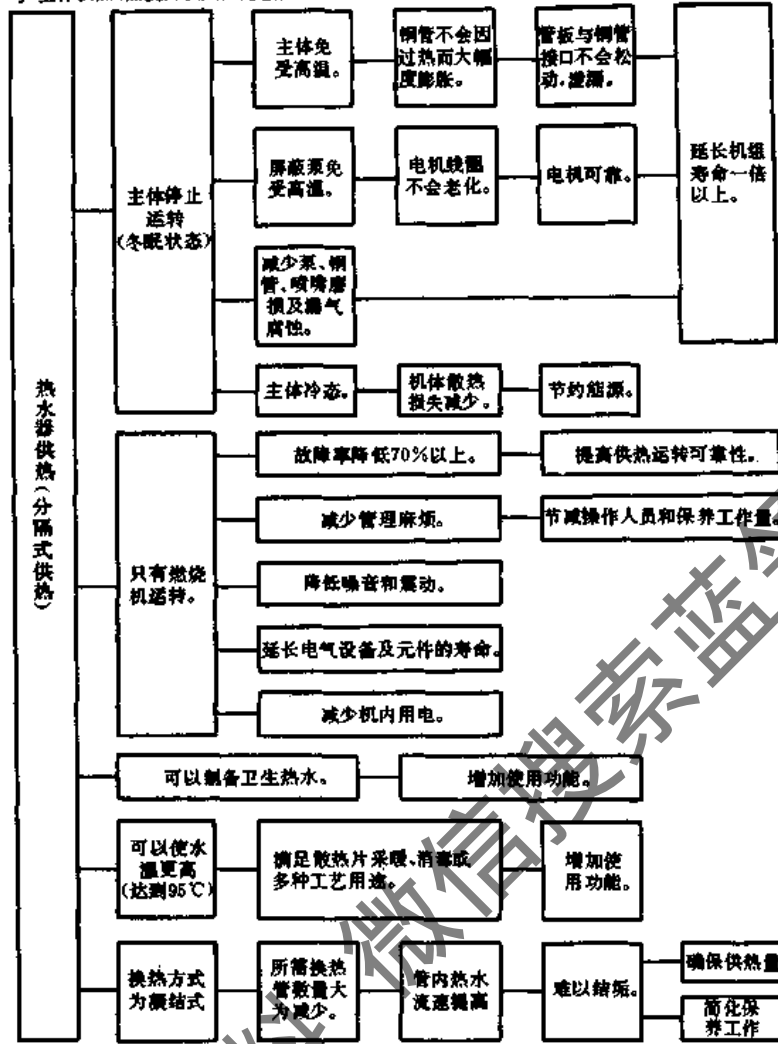 热水器供热(分隔式供热)
主体停止
运转
(冬眠状态)
主体免
受高温。
铜管不会因
过热而大幅
度膨胀。
管板与铜管
接口不会松
动,泄漏。
延长机组
寿命一倍
以上。
屏蔽泵免
受高温。
电机线圈
不会老化。
电机可靠。
减少泵、铜
管、喷嘴磨
损及漏气
腐蚀。
主体冷态。
机体散热
损失减少。
节约能源。
只有燃烧
机运转。
故障率降低70%以上。
提高供热运转可靠性。
减少管理麻烦。
节减操作人员和保养工作量。
降低噪音和震动。
延长电气设备及元件的寿命。
减少机内用电。
可以制备卫生热水。
增加使用功能。
可以使水
温更高
(达到95℃)
满足散热片采暖、消毒或
多种工艺用途。
增加使
用功能。
换热方式
为凝结式
所需换热
管数量大
为减少。
管内热水
流速提高
难以结垢。
确保供热量
简化保
养工作
微信搜索蓝领